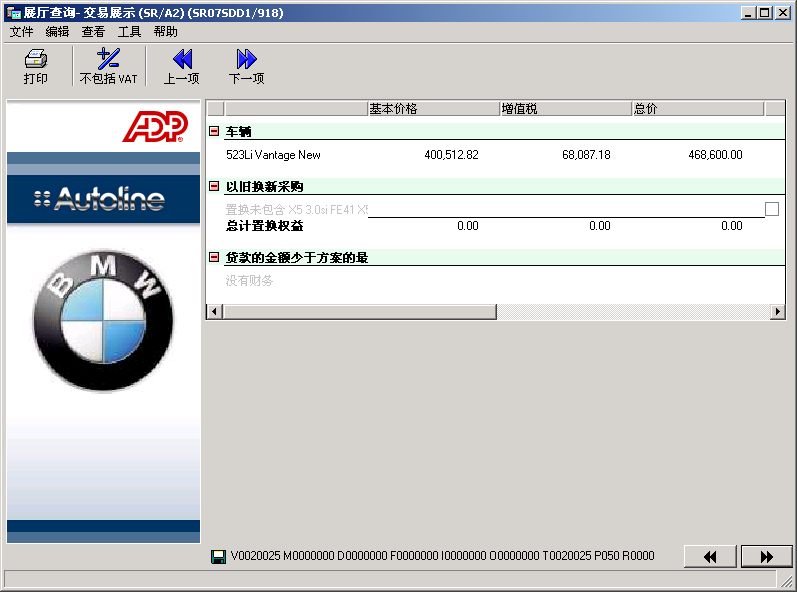 展厅查询- 交易展示 (SR/A2) (SR07SDD1/918)
文件 编辑 查看 工具 帮助
打印 不包括 VAT 上一项 下一项
ADP
Autoline
BMW
基本价格 增值税 总价
车辆
523Li Vantage New 400,512.82 68,087.18 468,600.00
以旧换新采购
置换未包含 X5 3.0si FE41
总计置换权益 0.00 0.00 0.00
贷款的金额少于方案的最
没有财务
V0020025 M0000000 D0000000 F0000000 I0000000 O0000000 T0020025 P050 R0000